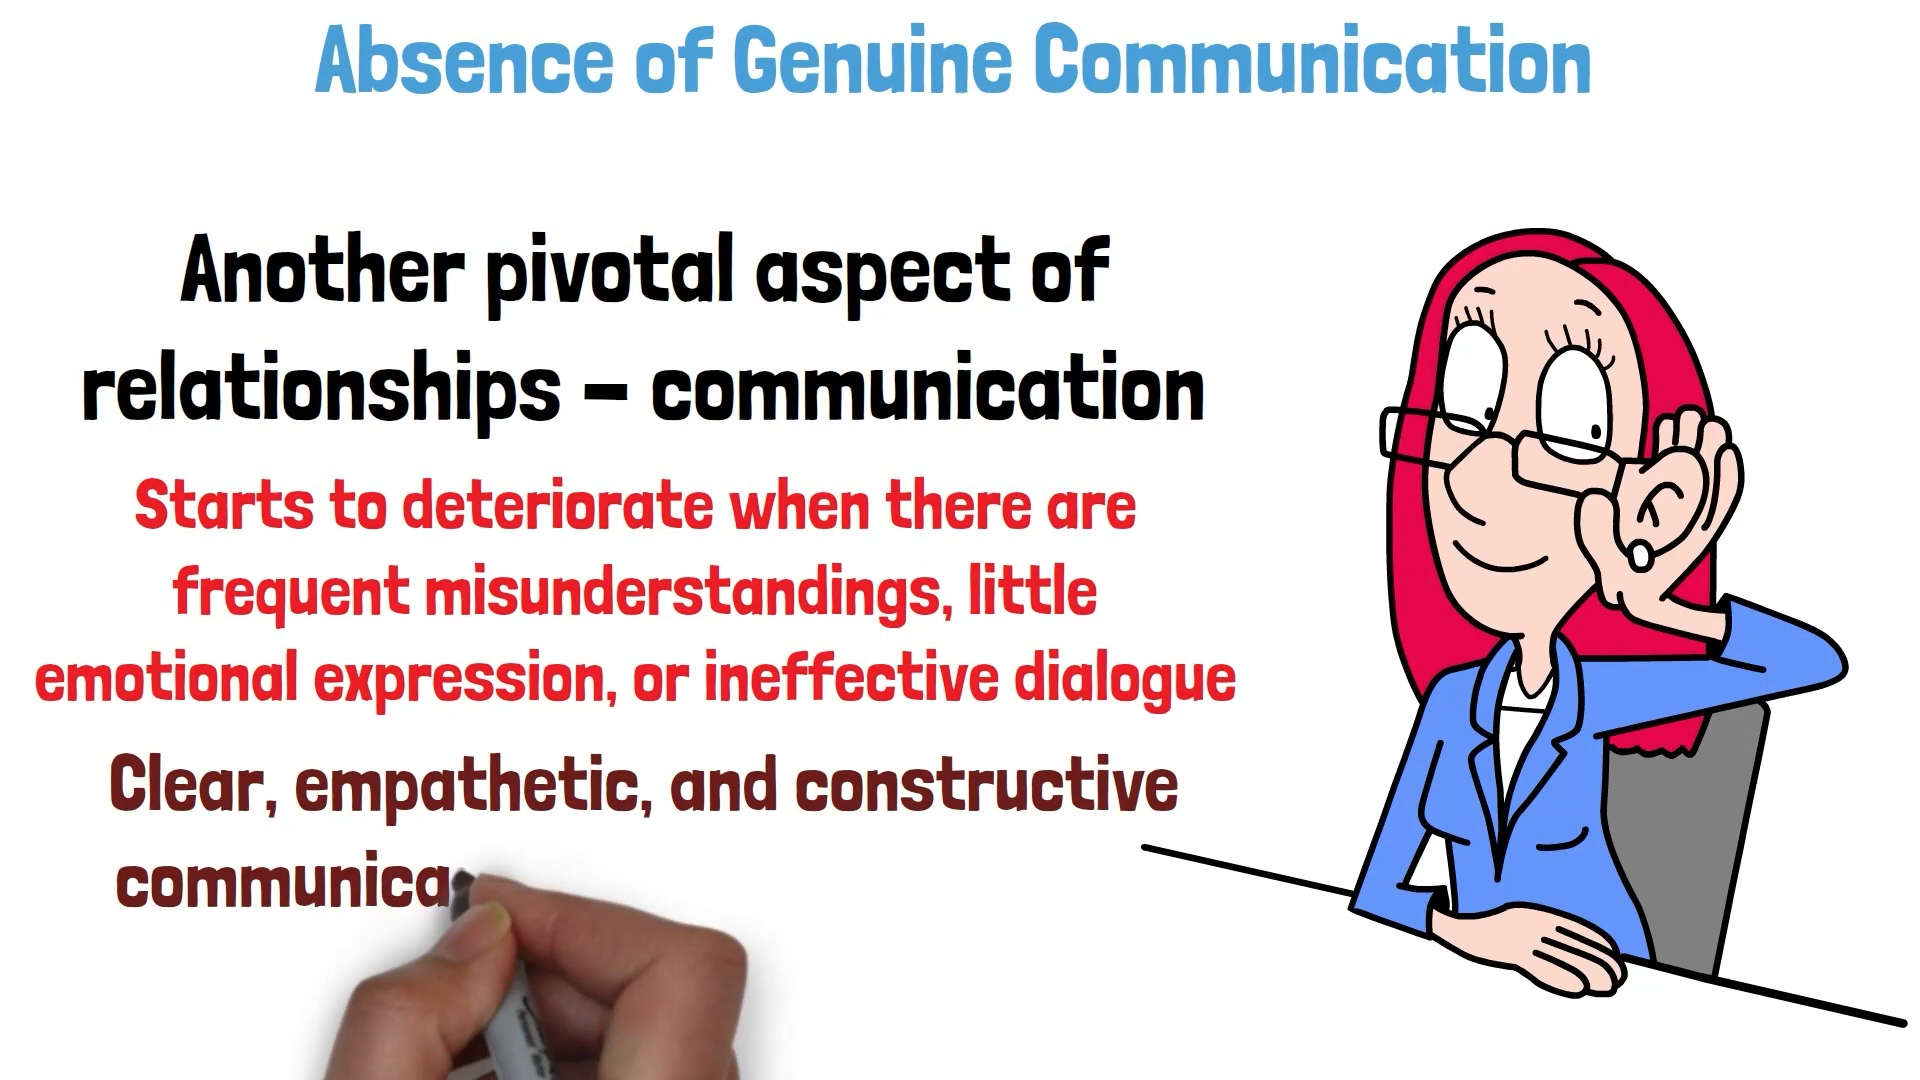 Absence of Genuine Communication
Another pivotal aspect of
relationships – communication
Starts to deteriorate when there are
frequent misunderstandings, little
emotional expression, or ineffective dialogue
Clear, empathetic, and constructive
communica